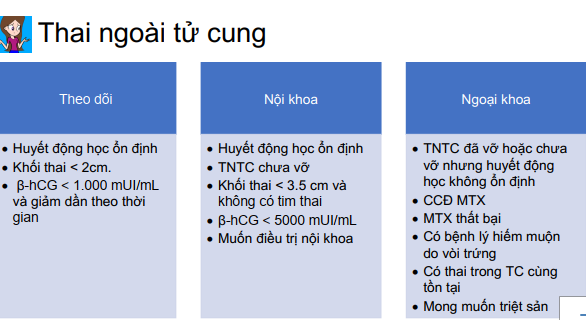 Thai ngoài tử cung
Theo dõi
• Huyết động học ổn định
• Khối thai < 2cm.
• β-hCG < 1.000 mUI/mL
và giảm dần theo thời
gian
Nội khoa
• Huyết động học ổn định
• TNTC chưa vỡ
• Khối thai < 3.5 cm và
không có tim thai
• β-hCG < 5000 mUI/mL
• Muốn điều trị nội khoa
Ngoại khoa
• TNTC đã vỡ hoặc chưa
vỡ nhưng huyết động
học không ổn định
• CCĐ MTX
• MTX thất bại
• Có bệnh lý hiếm muộn
do vòi trứng
• Có thai trong TC cùng
tồn tại
• Mong muốn triệt sản